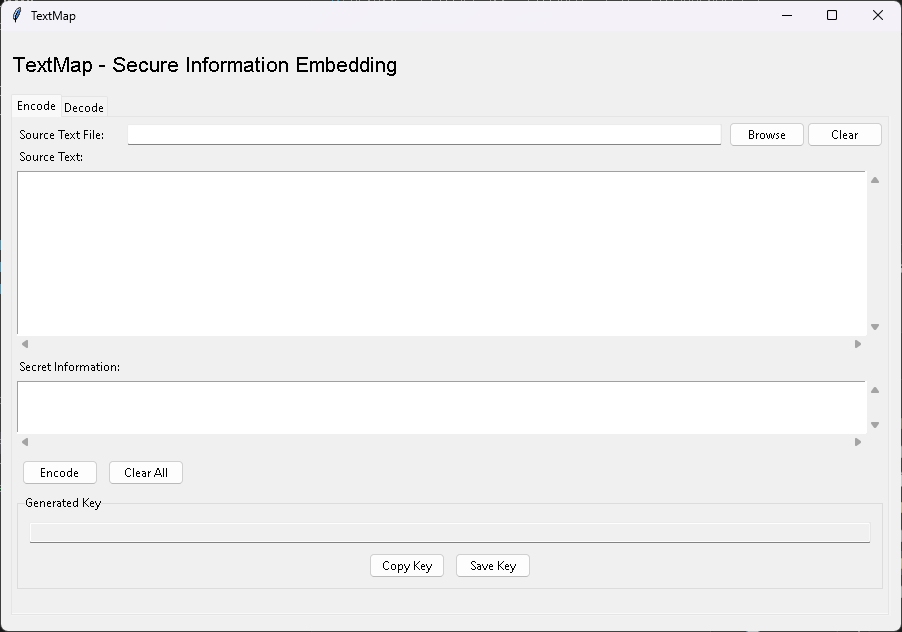 TextMap
TextMap - Secure Information Embedding
Encode Decode
Source Text File: Browse Clear
Source Text:
Secret Information:
Encode Clear All
Generated Key
Copy Key Save Key